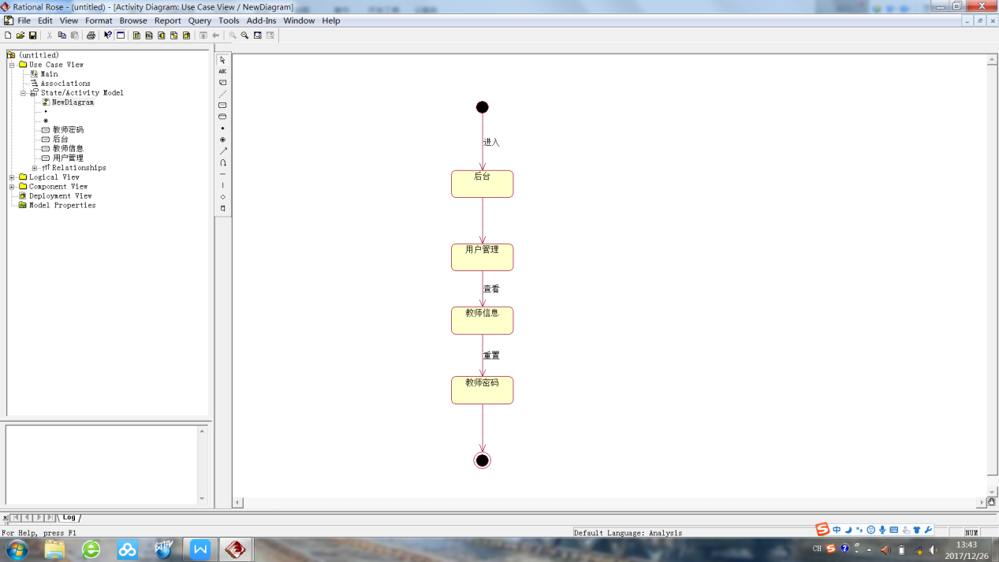 Rational Rose - (untitled) - [Activity Diagram: Use Case View / NewDiagram]
File Edit View Format Browse Report Query Tools Add-Ins Window Help
(untitled)
Use Case View
Main
Associations
State/Activity Model
NewDiagram
教师密码
后台
教师信息
用户管理
Relationships
Logical View
Component View
Deployment View
Model Properties
ABC
进入
后台
用户管理
查看
教师信息
重置
教师密码
Log
For Help, press F1
Default Language: Analysis
NUM
中
CH
13:43
2017/12/26